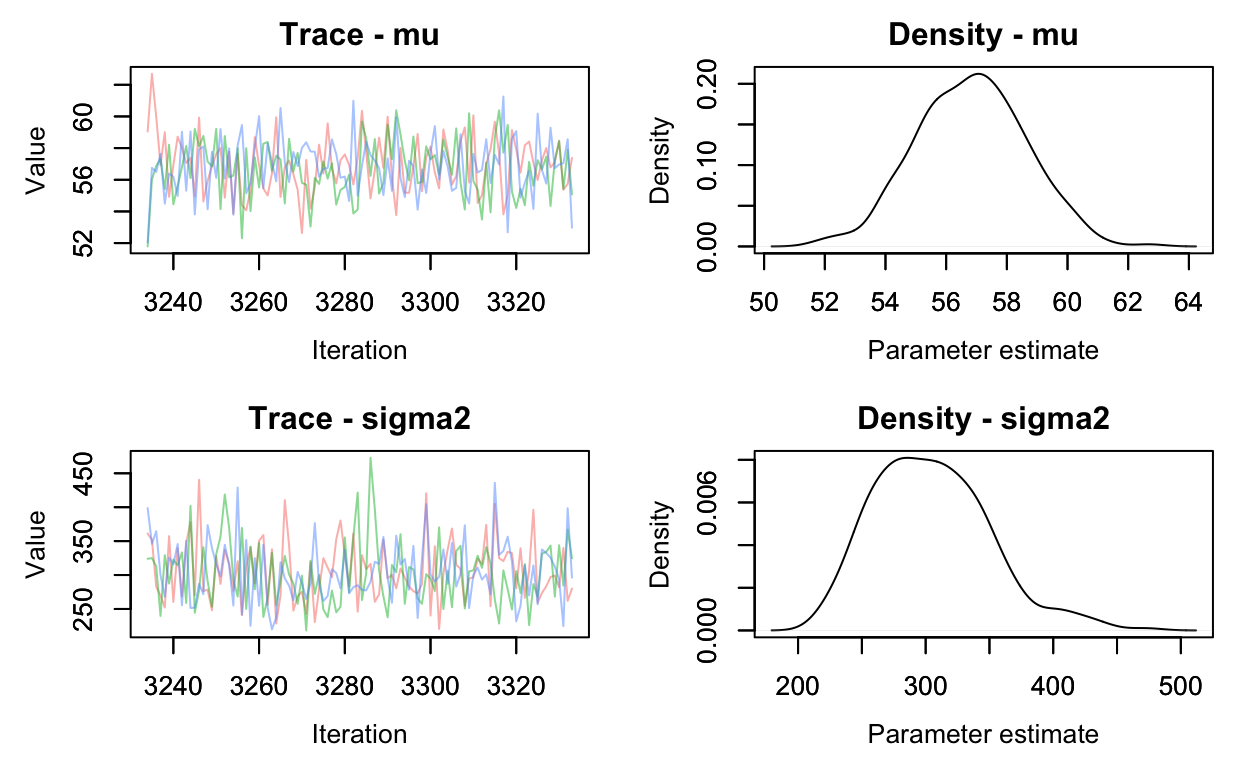 Trace - mu
Value
52 56 60
3240 3260 3280 3300 3320
Iteration
Density - mu
Density
0.00 0.10 0.20
50 52 54 56 58 60 62 64
Parameter estimate
Trace - sigma2
Value
250 350 450
3240 3260 3280 3300 3320
Iteration
Density - sigma2
Density
0.000 0.006
200 300 400 500
Parameter estimate